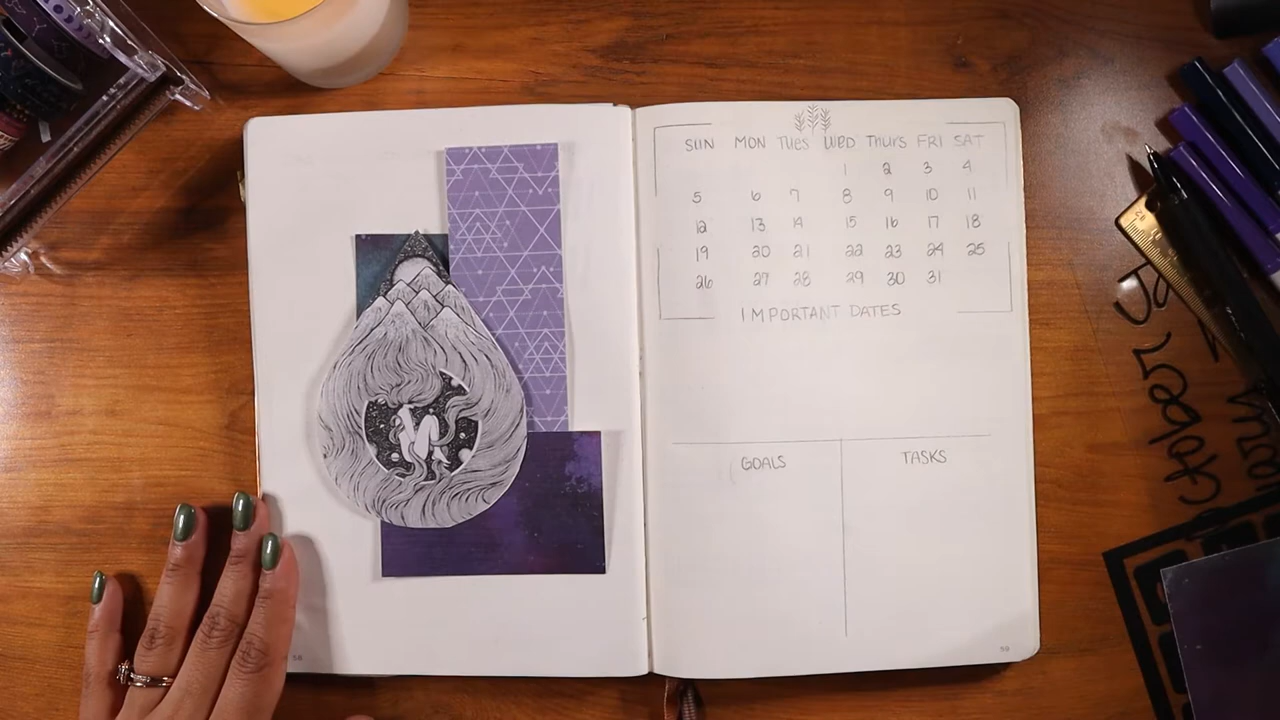 SUN MON TUES WED THURS FRI SAT
1 2 3 4
5 6 7 8 9 10 11
12 13 14 15 16 17 18
19 20 21 22 23 24 25
26 27 28 29 30 31
IMPORTANT DATES
GOALS TASKS
58 59